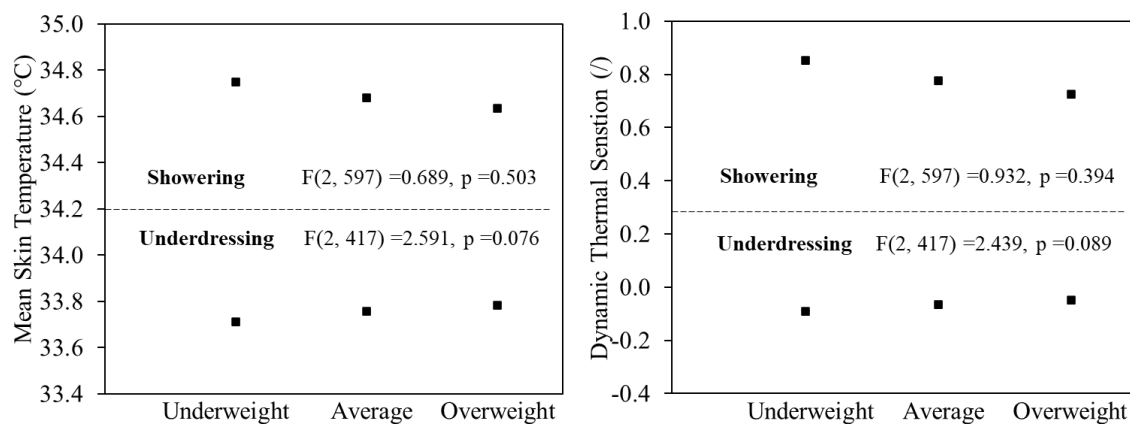 Mean Skin Temperature (℃)
35.0
34.8
34.6
34.4
34.2
34.0
33.8
33.6
33.4
Showering F(2, 597) =0.689, p =0.503
Underdressing F(2, 417) =2.591, p =0.076
Underweight Average Overweight
Dynamic Thermal Senstion (/)
1.0
0.8
0.6
0.4
0.2
0.0
-0.2
-0.4
Showering F(2, 597) =0.932, p =0.394
Underdressing F(2, 417) =2.439, p =0.089
Underweight Average Overweight